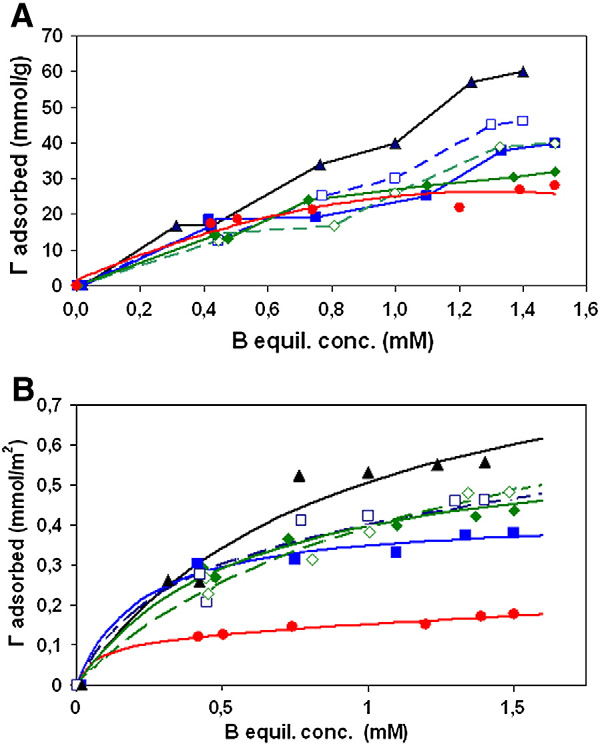 A
Γ adsorbed (mmol/g)
70
60
50
40
30
20
10
0
0,0 0,2 0,4 0,6 0,8 1,0 1,2 1,4 1,6
B equil. conc. (mM)
B
Γ adsorbed (mmol/m²)
0,7
0,6
0,5
0,4
0,3
0,2
0,1
0
0 0,5 1 1,5
B equil. conc. (mM)